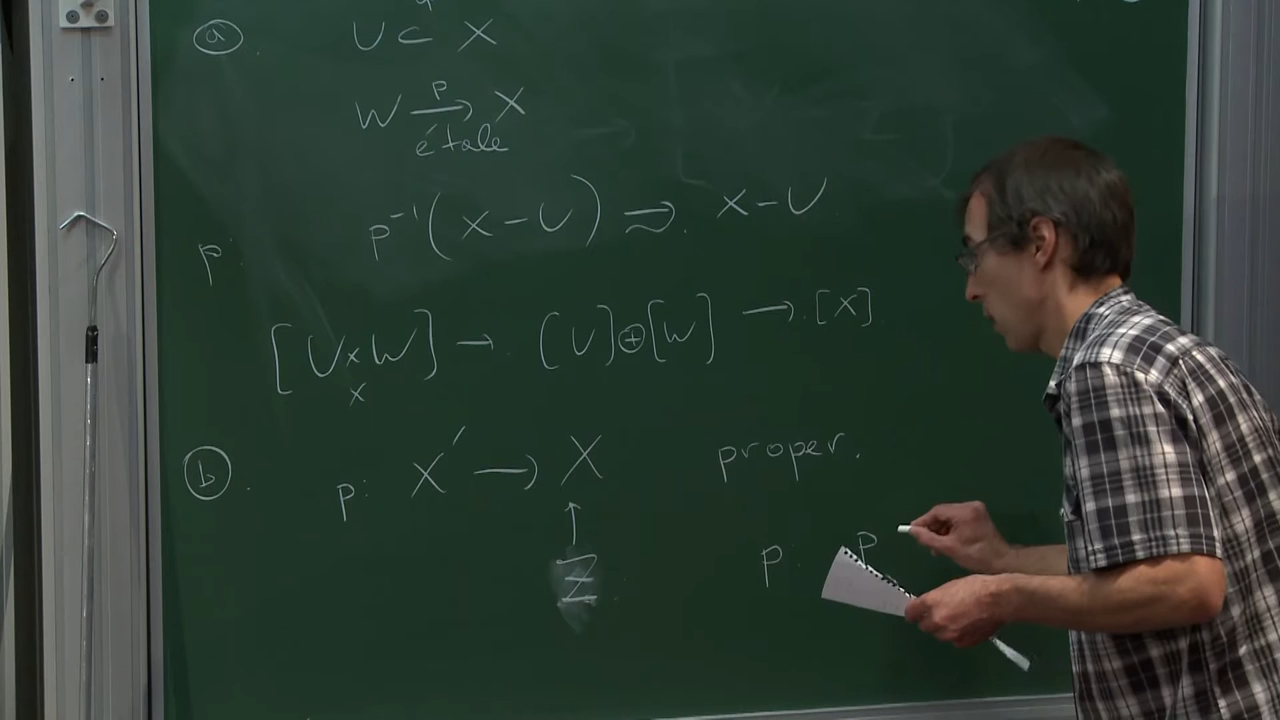 ⓐ. U ⊂ X
W →^p X
étale
p: p⁻¹(X-U) ⥲ X-U
[U ×_X W] → [U] ⊕ [W] → [X]
ⓑ. p: X′ → X proper.
↑
p: p
Z